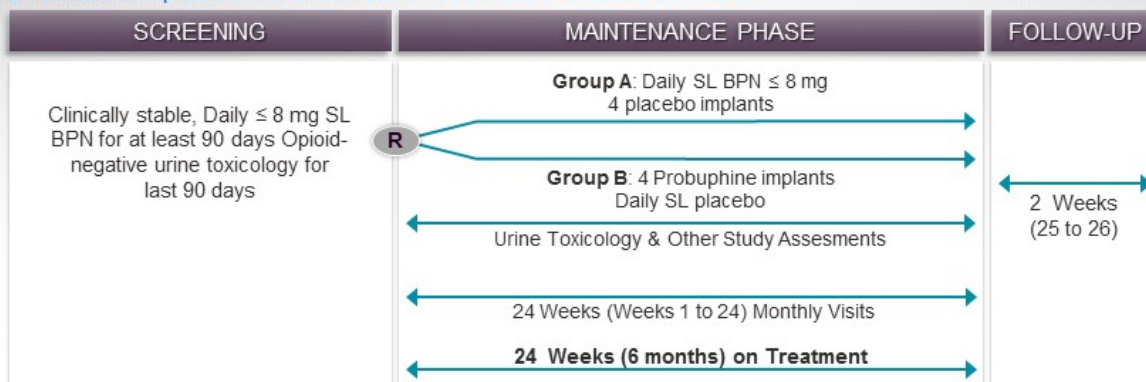 SCREENING
MAINTENANCE PHASE
FOLLOW-UP
Clinically stable, Daily ≤ 8 mg SL
BPN for at least 90 days Opioid-
negative urine toxicology for
last 90 days
R
Group A: Daily SL BPN ≤ 8 mg
4 placebo implants
Group B: 4 Probuphine implants
Daily SL placebo
Urine Toxicology & Other Study Assesments
24 Weeks (Weeks 1 to 24) Monthly Visits
24 Weeks (6 months) on Treatment
2 Weeks
(25 to 26)